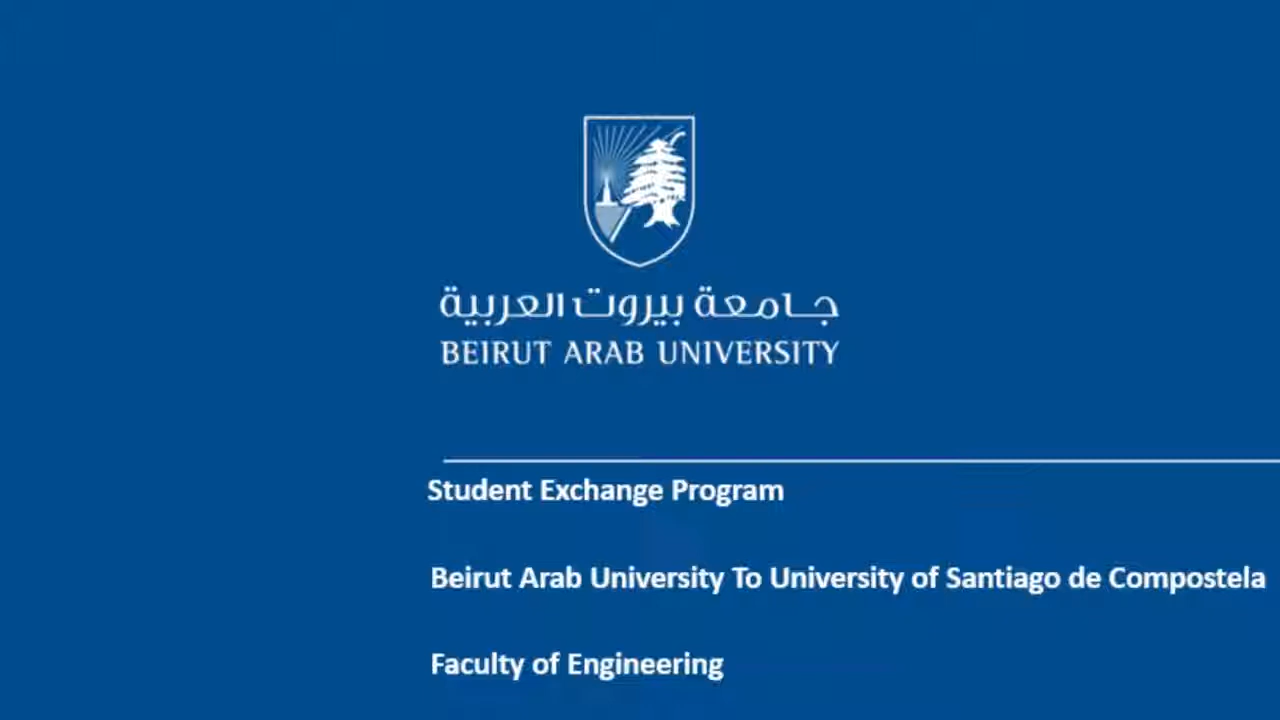 جامعة بيروت العربية
BEIRUT ARAB UNIVERSITY
Student Exchange Program
Beirut Arab University To University of Santiago de Compostela
Faculty of Engineering